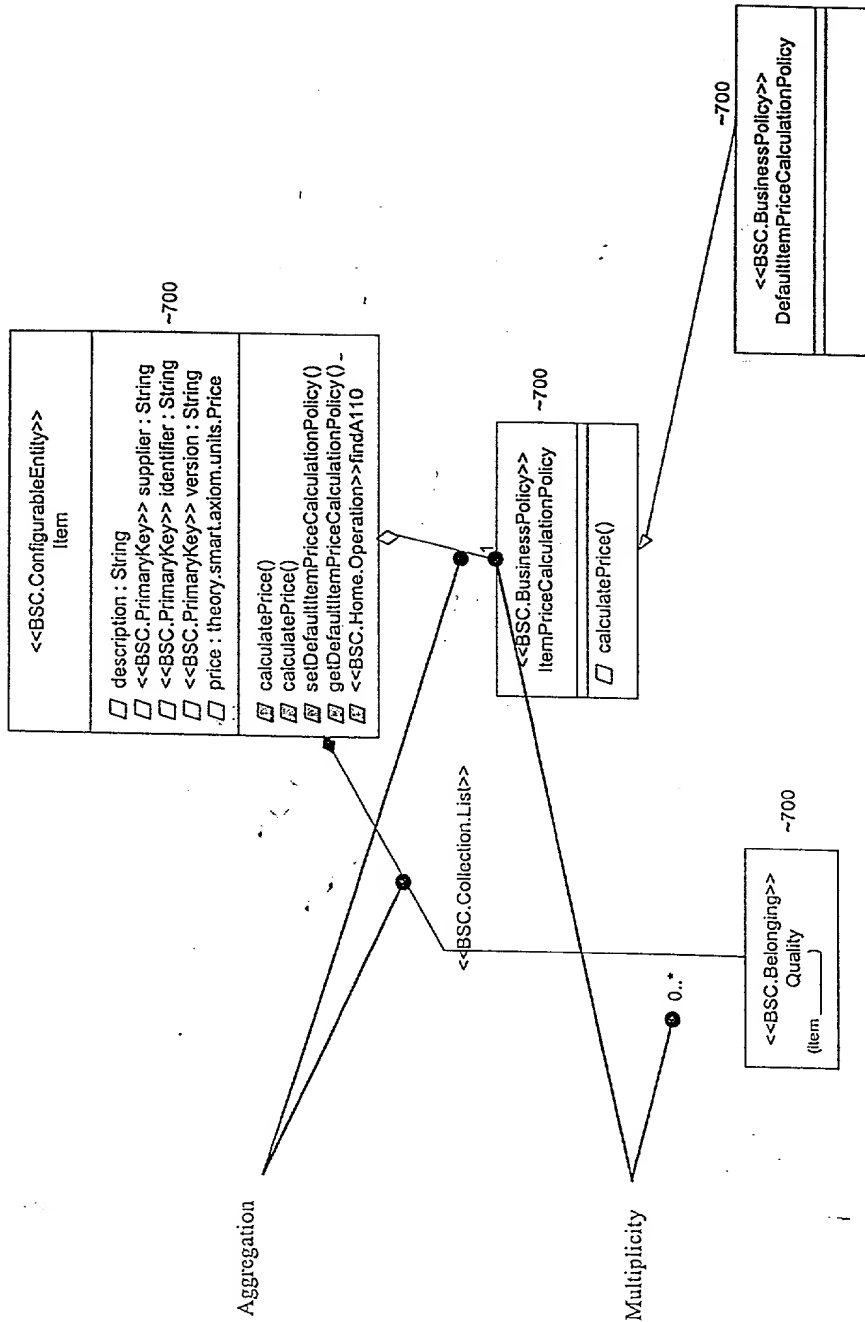 <<BSC.ConfigurableEntity>>
Item
~700
description : String
<<BSC.PrimaryKey>> supplier : String
<<BSC.PrimaryKey>> identifier : String
<<BSC.PrimaryKey>> version : String
price : theory.smart.axiom.units.Price
calculatePrice()
calculatePrice()
setDefaultItemPriceCalculationPolicy()
getDefaultItemPriceCalculationPolicy()
<<BSC.Home.Operation>>findA110
Aggregation
1
~700
<<BSC.BusinessPolicy>>
ItemPriceCalculationPolicy
calculatePrice()
<<BSC.Collection.List>>
Multiplicity
0..*
~700
<<BSC.Belonging>>
Quality
(item
~700
<<BSC.BusinessPolicy>>
DefaultItemPriceCalculationPolicy